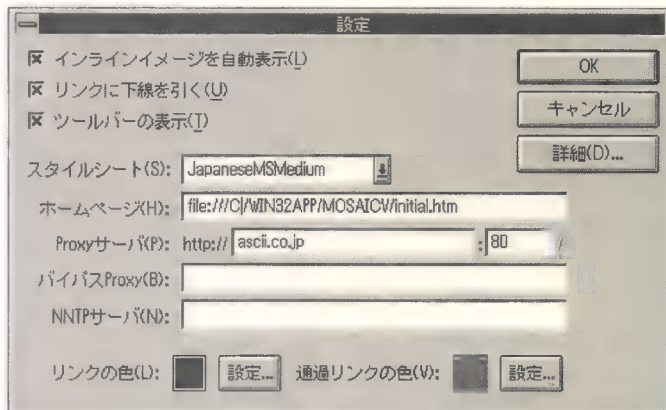 設定
インラインイメージを自動表示(L)
リンクに下線を引く(U)
ツールバーの表示(T)
OK
キャンセル
詳細(D)...
スタイルシート(S): JapaneseMSMedium
ホームページ(H): file:///C|/WIN32APP/MOSAICV/initial.htm
Proxyサーバ(P): http:// ascii.co.jp : 80 /
バイパスProxy(B):
NNTPサーバ(N):
リンクの色(L): 設定... 通過リンクの色(V): 設定...